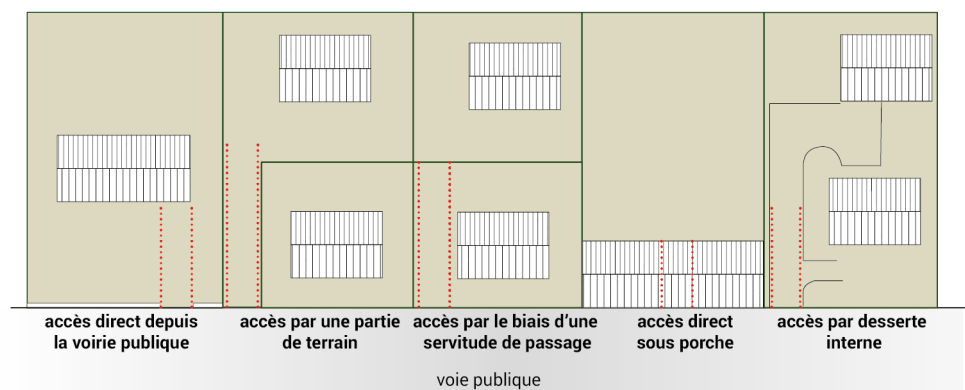 accès direct depuis
la voirie publique
accès par une partie
de terrain
accès par le biais d’une
servitude de passage
accès direct
sous porche
accès par desserte
interne
voie publique